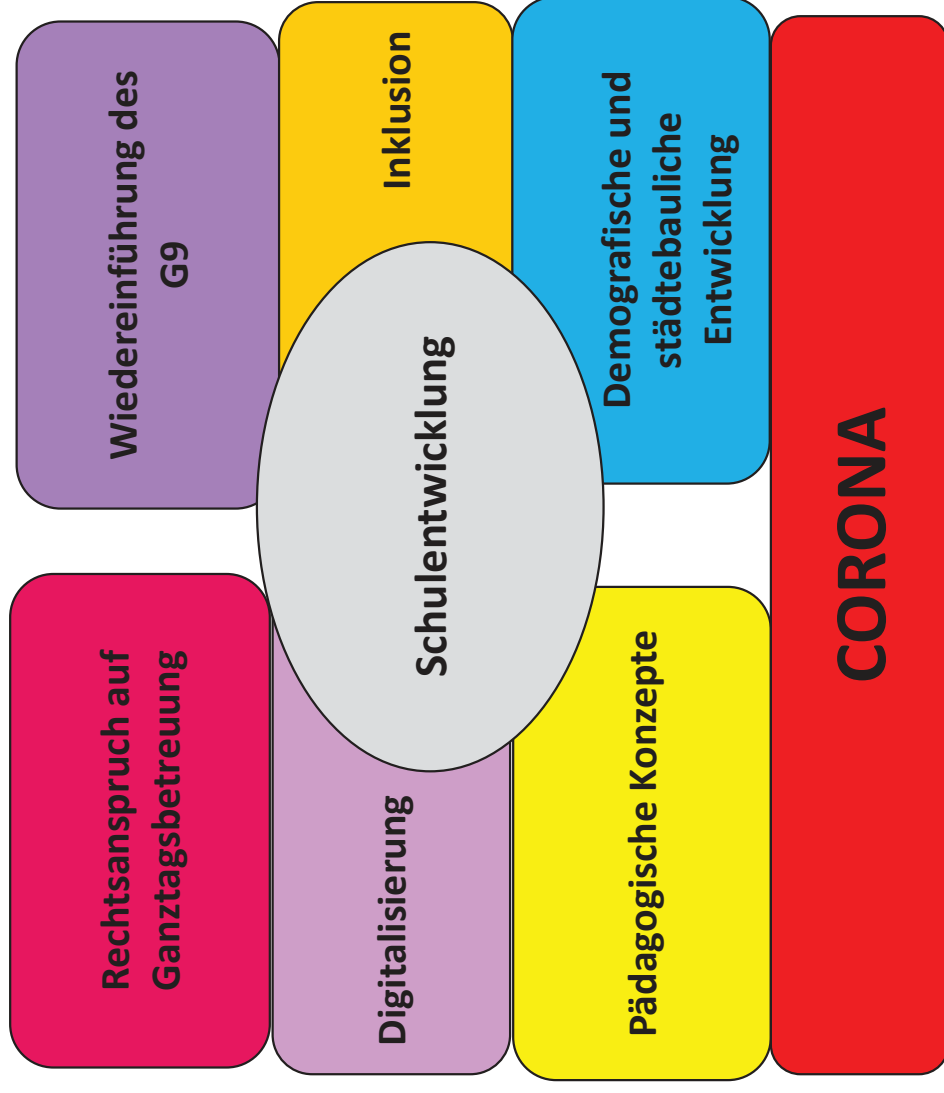 Rechtsanspruch auf
Ganztagsbetreuung
Wiedereinführung des
G9
Digitalisierung
Schulentwicklung
Inklusion
Pädagogische Konzepte
Demografische und
städtebauliche
Entwicklung
CORONA